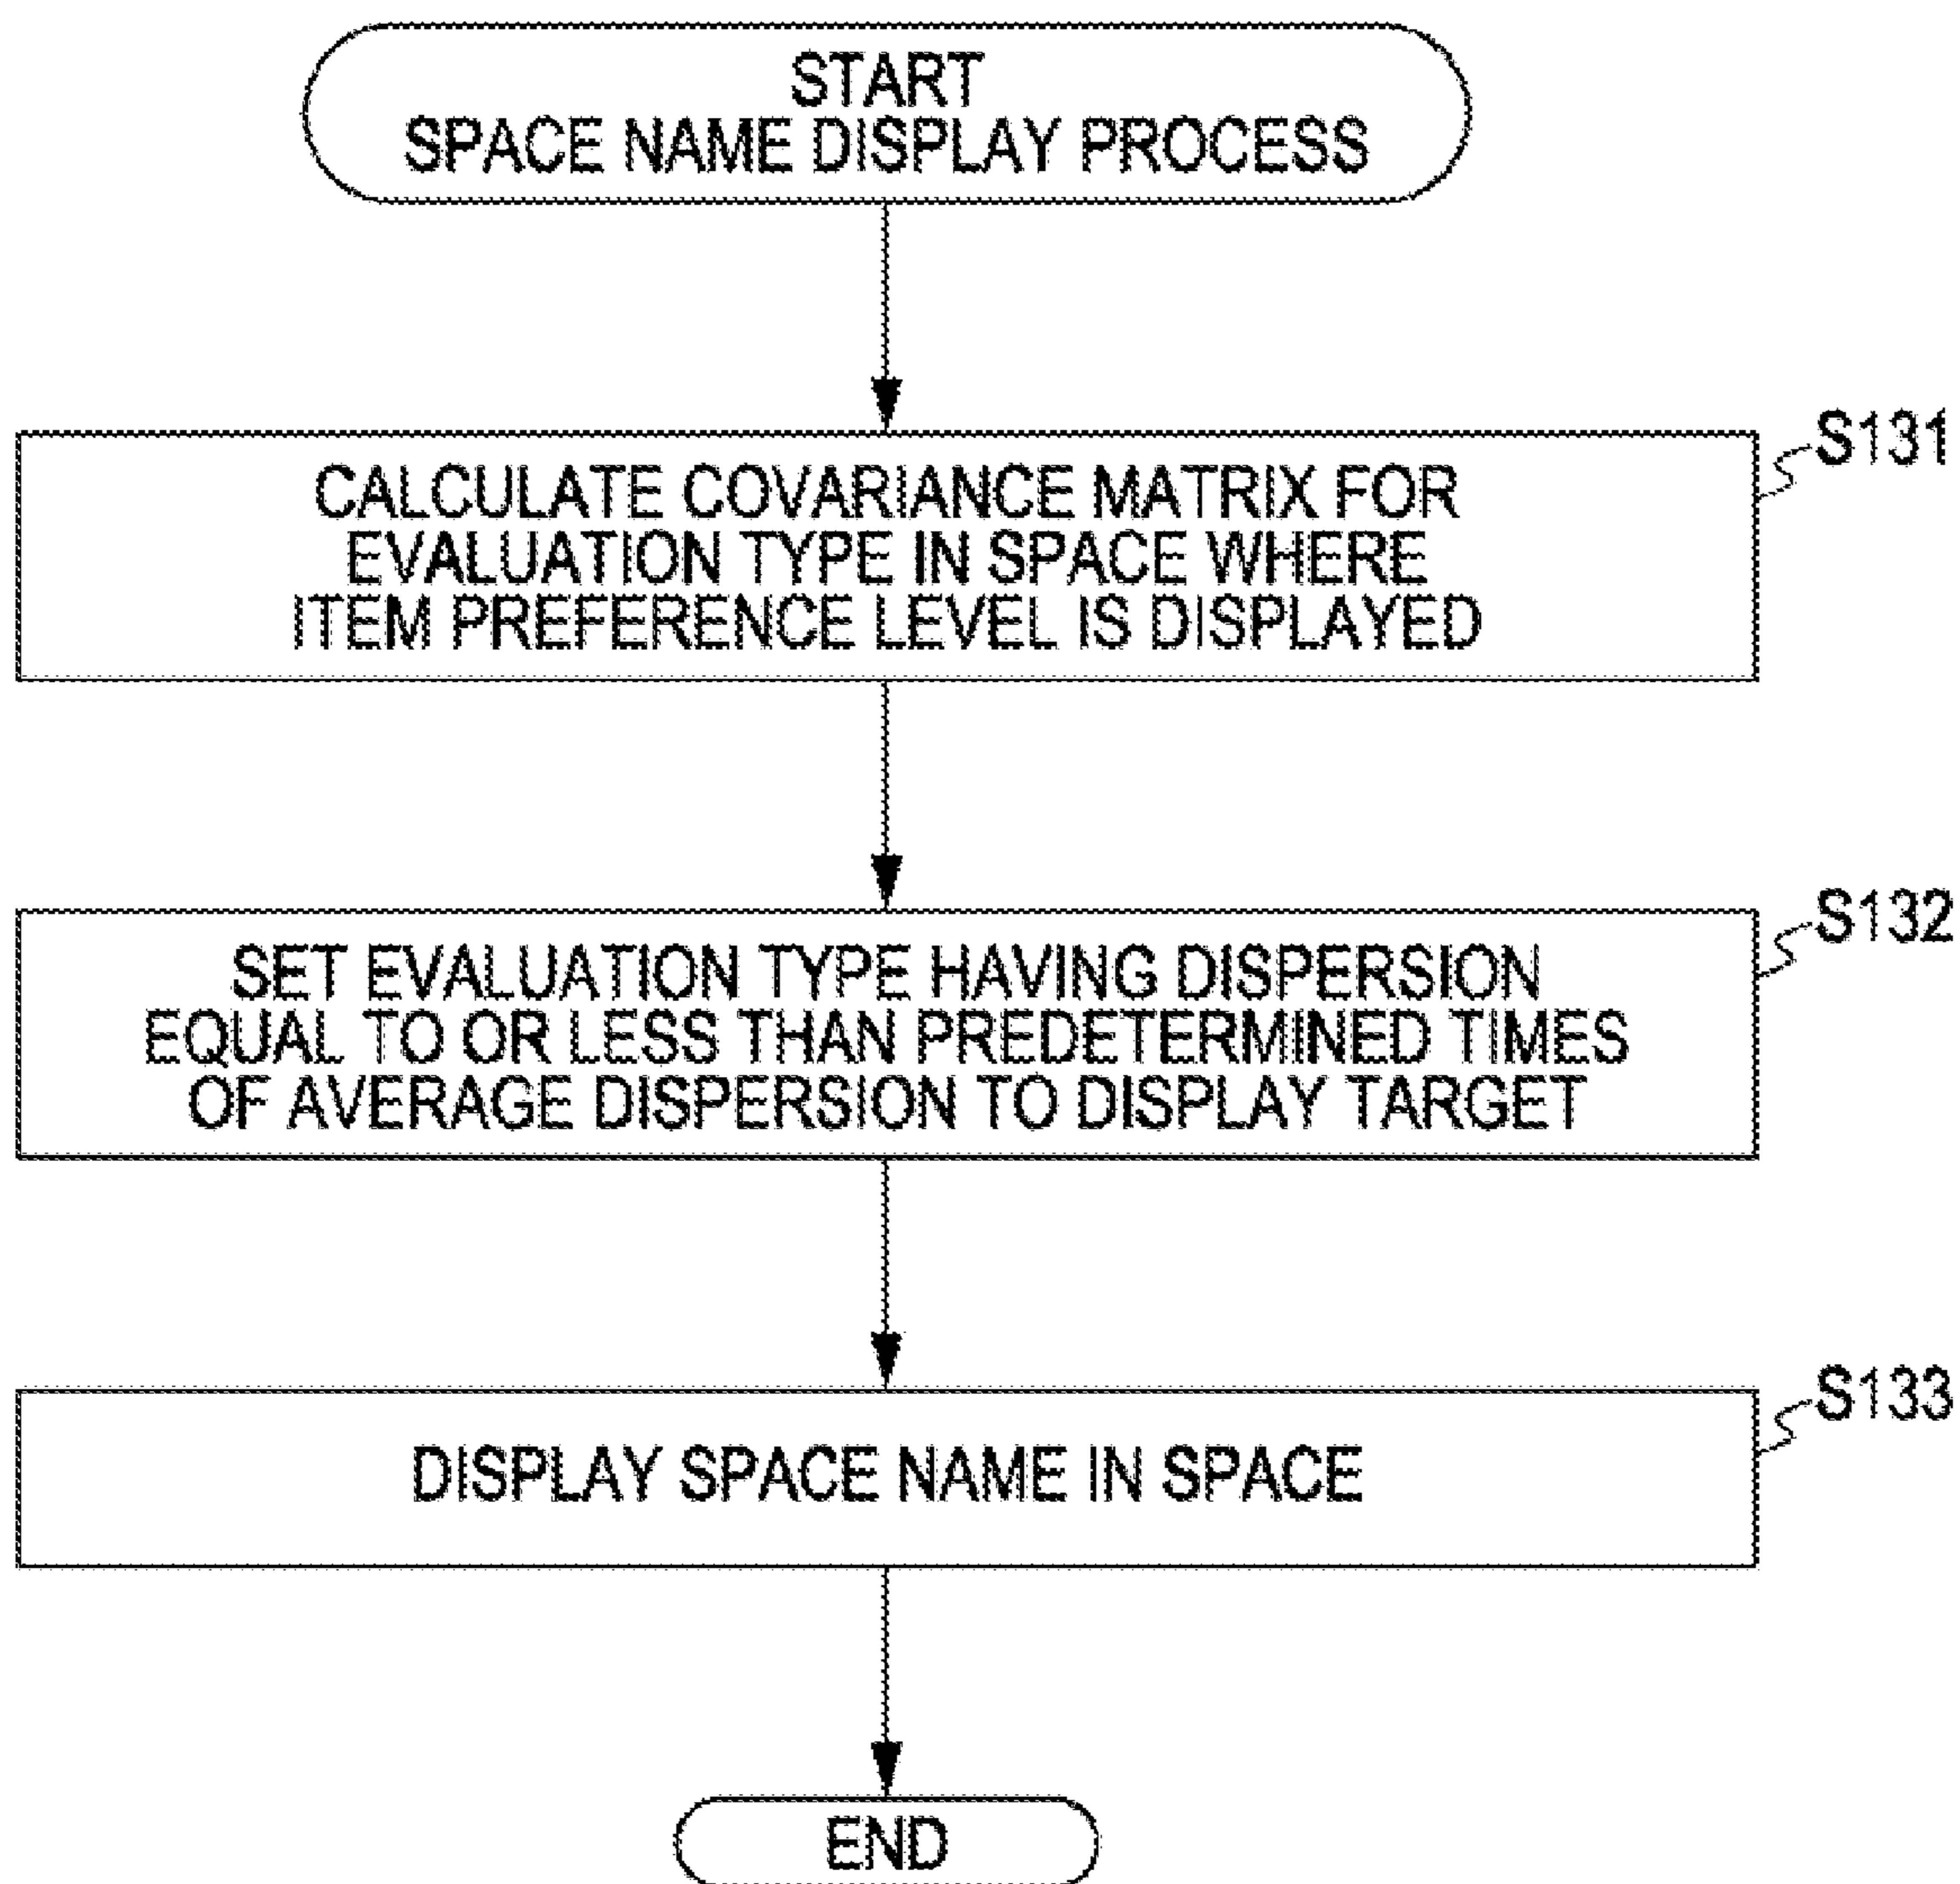 START
SPACE NAME DISPLAY PROCESS
S131
CALCULATE COVARIANCE MATRIX FOR
EVALUATION TYPE IN SPACE WHERE
ITEM PREFERENCE LEVEL IS DISPLAYED
S132
SET EVALUATION TYPE HAVING DISPERSION
EQUAL TO OR LESS THAN PREDETERMINED TIMES
OF AVERAGE DISPERSION TO DISPLAY TARGET
S133
DISPLAY SPACE NAME IN SPACE
END